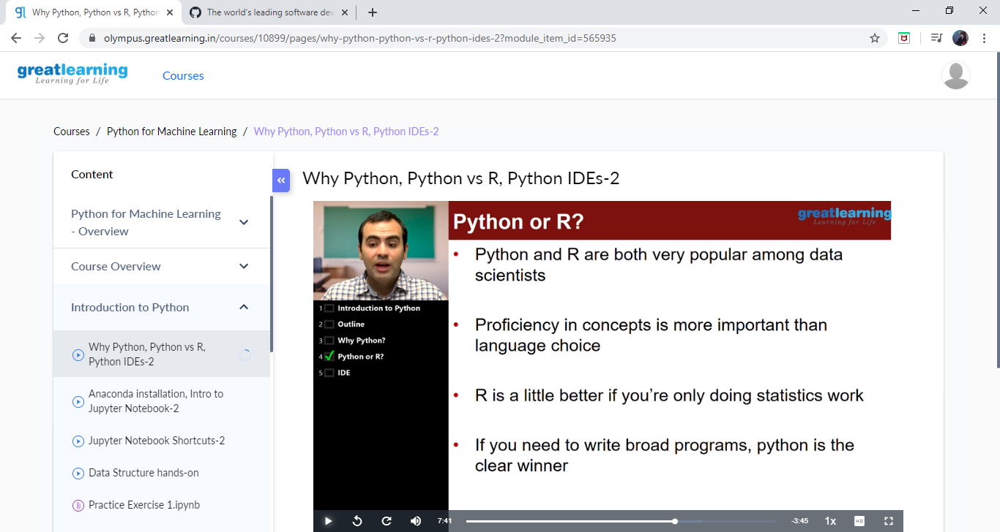 Why Python, Python vs R, Python
The world's leading software dev
olympus.greatlearning.in/courses/10899/pages/why-python-python-vs-r-python-ides-2?module_item_id=565935
greatlearning
Learning for Life
Courses
Courses / Python for Machine Learning / Why Python, Python vs R, Python IDEs-2
Content
Python for Machine Learning
- Overview
Course Overview
Introduction to Python
Why Python, Python vs R,
Python IDEs-2
Anaconda installation, Intro to
Jupyter Notebook-2
Jupyter Notebook Shortcuts-2
Data Structure hands-on
Practice Exercise 1.ipynb
«
Why Python, Python vs R, Python IDEs-2
1 Introduction to Python
2 Outline
3 Why Python?
4 Python or R?
5 IDE
Python or R?
greatlearning
Learning for Life
• Python and R are both very popular among data
scientists
• Proficiency in concepts is more important than
language choice
• R is a little better if you're only doing statistics work
• If you need to write broad programs, python is the
clear winner
7:41
-3:45
1x
HD